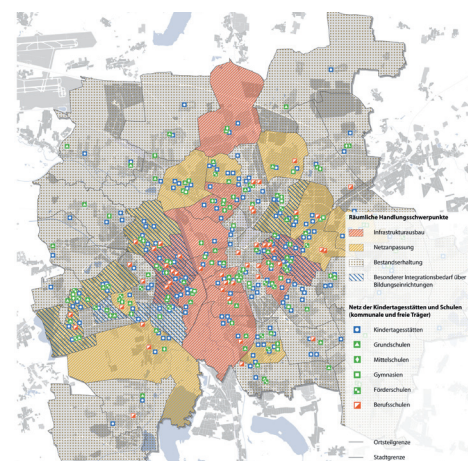 Räumliche Handlungsschwerpunkte
Infrastrukturausbau
Netzanpassung
Bestandserhaltung
Besonderer Integrationsbedarf über
Bildungseinrichtungen
Netz der Kindertagesstätten und Schulen
(kommunale und freie Träger)
Kindertagesstätten
Grundschulen
Mittelschulen
Gymnasien
Förderschulen
Berufsschulen
Ortsteilgrenze
Stadtgrenze